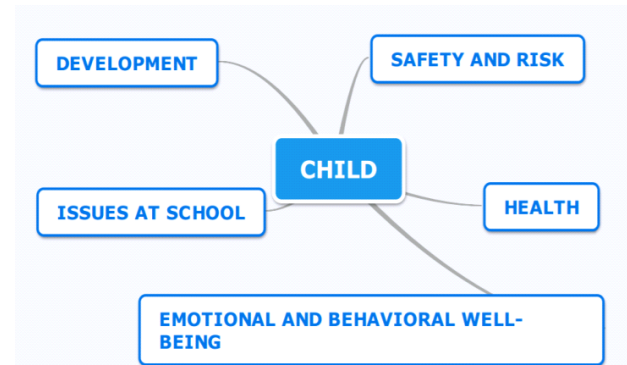 DEVELOPMENT
SAFETY AND RISK
CHILD
ISSUES AT SCHOOL
HEALTH
EMOTIONAL AND BEHAVIORAL WELL-
BEING